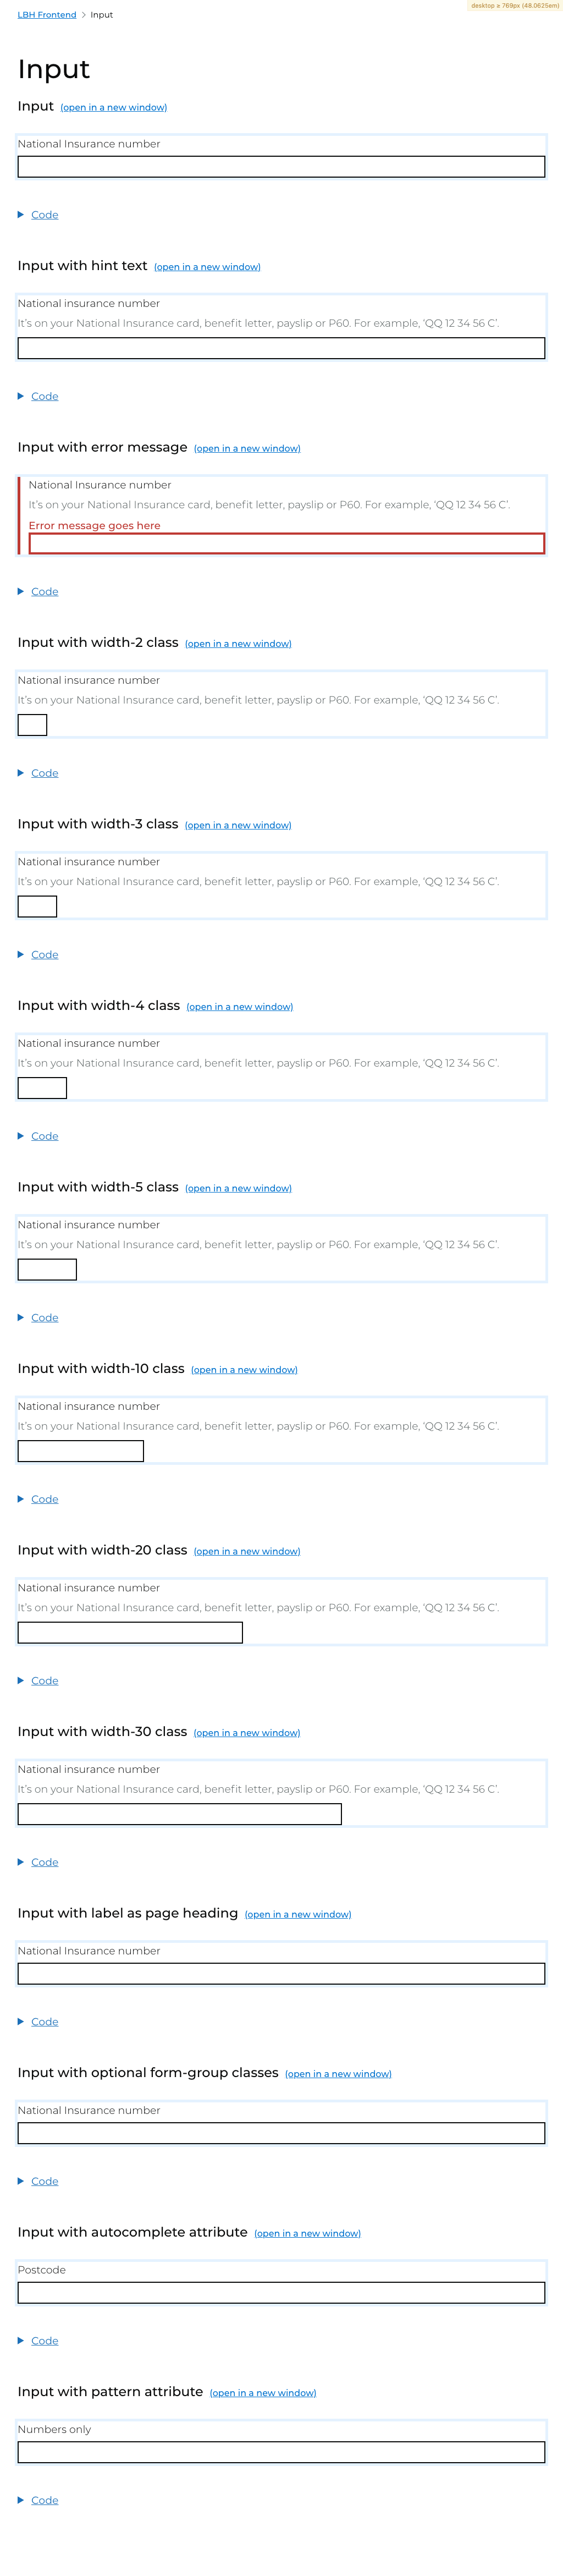 desktop ≥ 769px (48.0625em)
LBH Frontend > Input
Input
Input (open in a new window)
National Insurance number
Code
Input with hint text (open in a new window)
National insurance number
It’s on your National Insurance card, benefit letter, payslip or P60. For example, ‘QQ 12 34 56 C’.
Code
Input with error message (open in a new window)
National Insurance number
It’s on your National Insurance card, benefit letter, payslip or P60. For example, ‘QQ 12 34 56 C’.
Error message goes here
Code
Input with width-2 class (open in a new window)
National insurance number
It’s on your National Insurance card, benefit letter, payslip or P60. For example, ‘QQ 12 34 56 C’.
Code
Input with width-3 class (open in a new window)
National insurance number
It’s on your National Insurance card, benefit letter, payslip or P60. For example, ‘QQ 12 34 56 C’.
Code
Input with width-4 class (open in a new window)
National insurance number
It’s on your National Insurance card, benefit letter, payslip or P60. For example, ‘QQ 12 34 56 C’.
Code
Input with width-5 class (open in a new window)
National insurance number
It’s on your National Insurance card, benefit letter, payslip or P60. For example, ‘QQ 12 34 56 C’.
Code
Input with width-10 class (open in a new window)
National insurance number
It’s on your National Insurance card, benefit letter, payslip or P60. For example, ‘QQ 12 34 56 C’.
Code
Input with width-20 class (open in a new window)
National insurance number
It’s on your National Insurance card, benefit letter, payslip or P60. For example, ‘QQ 12 34 56 C’.
Code
Input with width-30 class (open in a new window)
National insurance number
It’s on your National Insurance card, benefit letter, payslip or P60. For example, ‘QQ 12 34 56 C’.
Code
Input with label as page heading (open in a new window)
National Insurance number
Code
Input with optional form-group classes (open in a new window)
National Insurance number
Code
Input with autocomplete attribute (open in a new window)
Postcode
Code
Input with pattern attribute (open in a new window)
Numbers only
Code